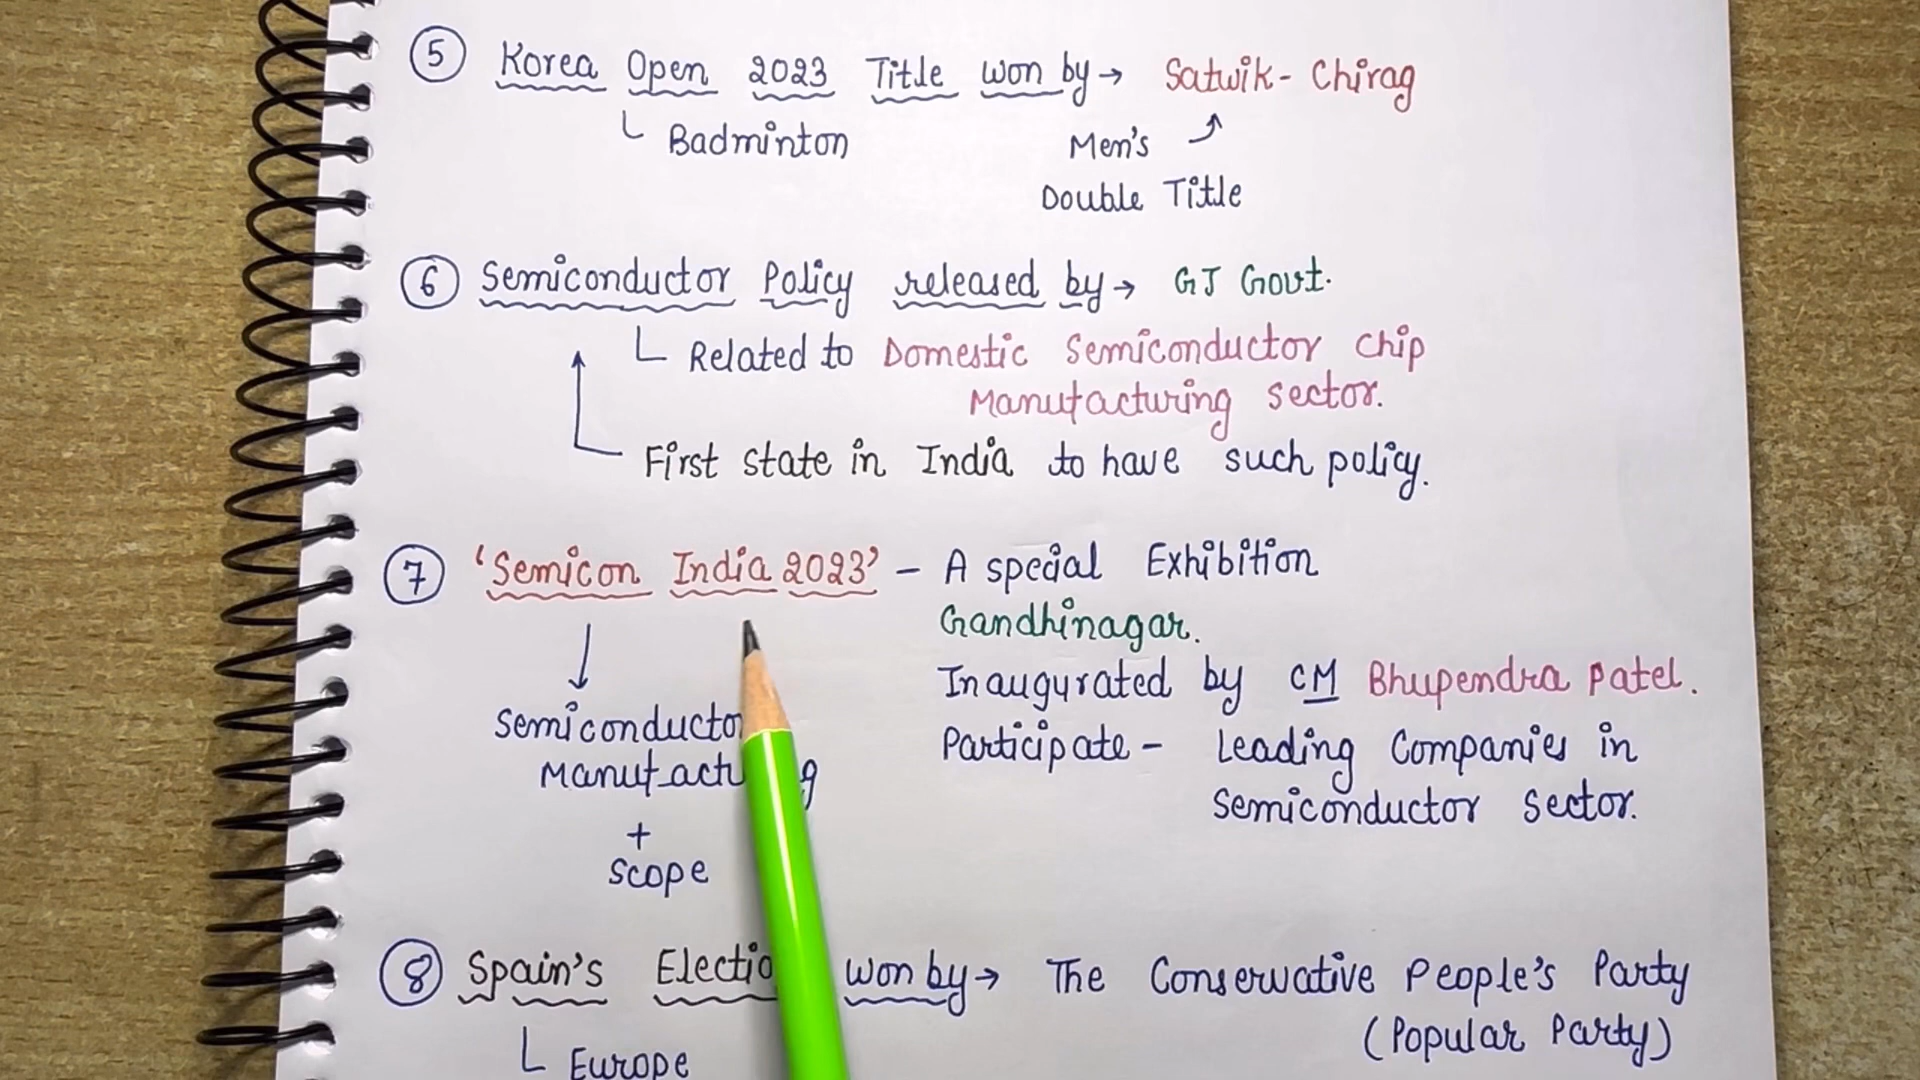 5 Korea Open 2023 Title won by → Satwik - Chirag
Badminton
Men's
Double Title
6 Semiconductor Policy released by → GJ Govt.
Related to Domestic Semiconductor Chip
Manufacturing sector.
First state in India to have such policy.
7 'Semicon India 2023' - A special Exhibition
Gandhinagar.
Inaugurated by CM Bhupendra Patel.
Participate - Leading Companies in
Semiconductor Sector.
Semiconducto
Manufact g
+
Scope
8 Spain's Electio won by → The Conservative People's Party
(Popular Party)
Europe